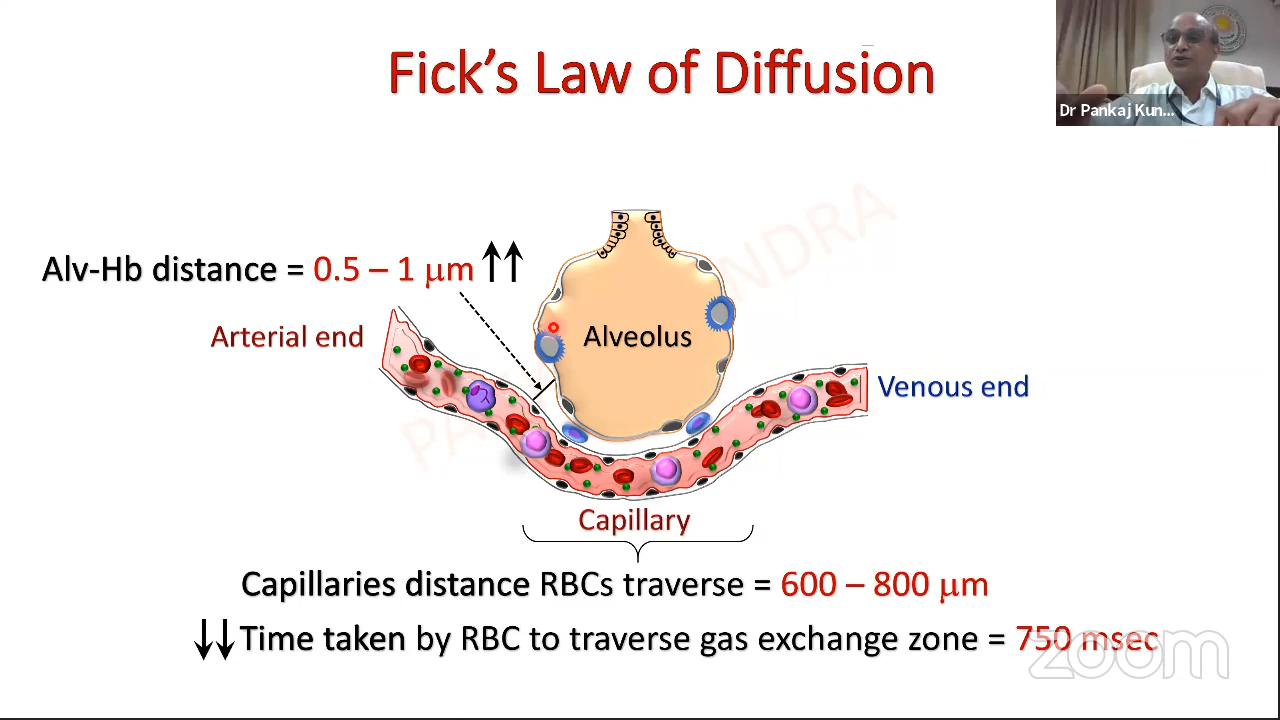 Fick's Law of Diffusion
Dr Pankaj Kun...
Alv-Hb distance = 0.5 – 1 μm ↑↑
Arterial end
Alveolus
Venous end
Capillary
Capillaries distance RBCs traverse = 600 – 800 μm
↓↓ Time taken by RBC to traverse gas exchange zone = 750 msec
zoom